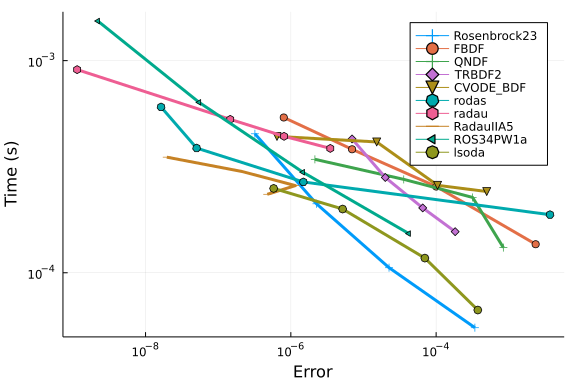 Rosenbrock23
FBDF
QNDF
TRBDF2
CVODE_BDF
rodas
radau
RadauIIA5
ROS34PW1a
lsoda
10⁻³
10⁻⁴
Time (s)
10⁻⁸
10⁻⁶
10⁻⁴
Error